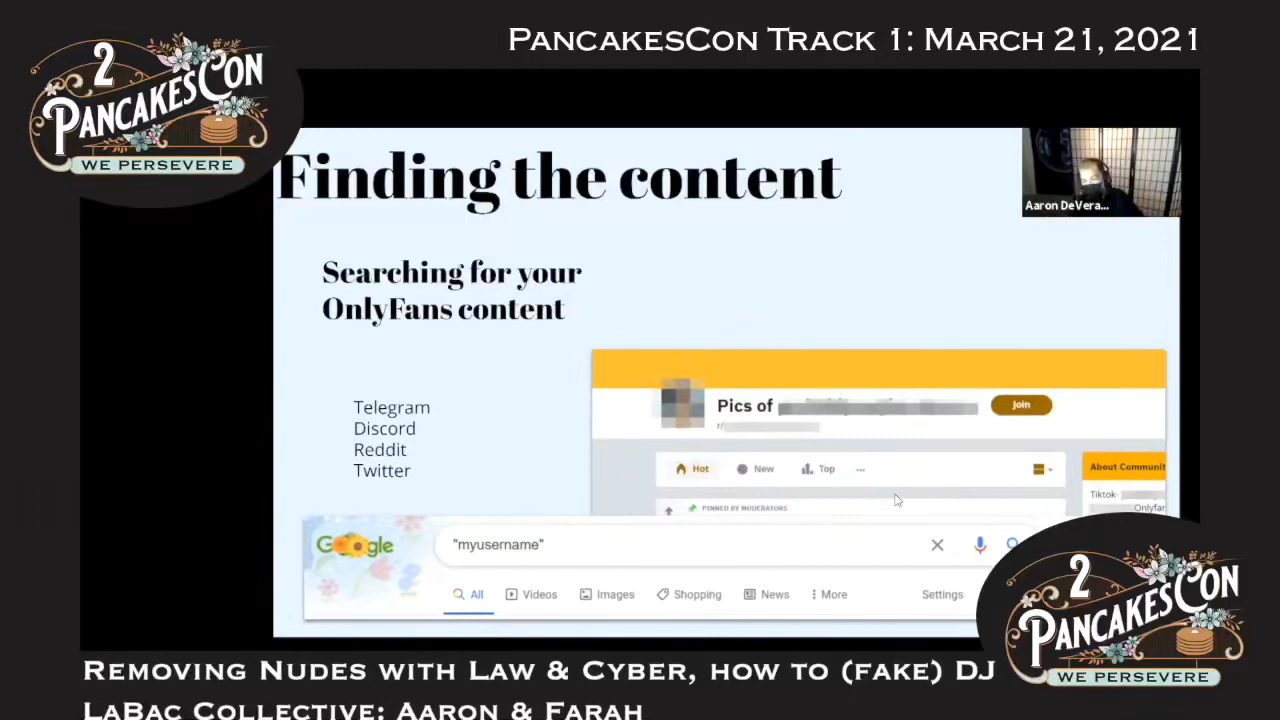 PancakesCon Track 1: March 21, 2021
2
PancakesCon
WE PERSEVERE
Finding the content
Aaron DeVera...
Searching for your
OnlyFans content
Telegram
Discord
Reddit
Twitter
Pics of
Join
r/
Hot
New
Top
...
About Communit
PINNED BY MODERATORS
Tiktok
Onlyfan
Google
"myusername"
All
Videos
Images
Shopping
News
More
Settings
2
PancakesCon
WE PERSEVERE
Removing Nudes with Law & Cyber, how to (fake) DJ
LaBac Collective: Aaron & Farah